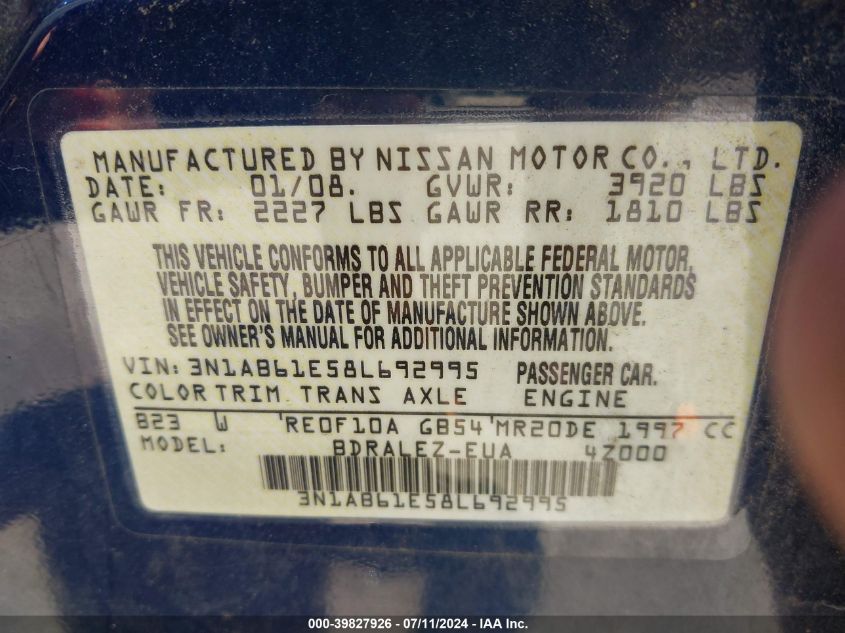 MANUFACTURED BY NISSAN MOTOR CO., LTD.
DATE: 01/08. GVWR: 3920 LBS
GAWR FR: 2227 LBS GAWR RR: 1810 LBS
THIS VEHICLE CONFORMS TO ALL APPLICABLE FEDERAL MOTOR
VEHICLE SAFETY, BUMPER AND THEFT PREVENTION STANDARDS
IN EFFECT ON THE DATE OF MANUFACTURE SHOWN ABOVE.
SEE OWNER'S MANUAL FOR ADDITIONAL INFORMATION.
VIN: 3N1AB61E58L692995 PASSENGER CAR.
COLOR TRIM TRANS AXLE ENGINE
B23 W 'RE0F10A GB54'MR20DE 1997 CC
MODEL: BDRALEZ-EUA 4Z000
3N1AB61E58L692995
000-39827926 - 07/11/2024 - IAA Inc.